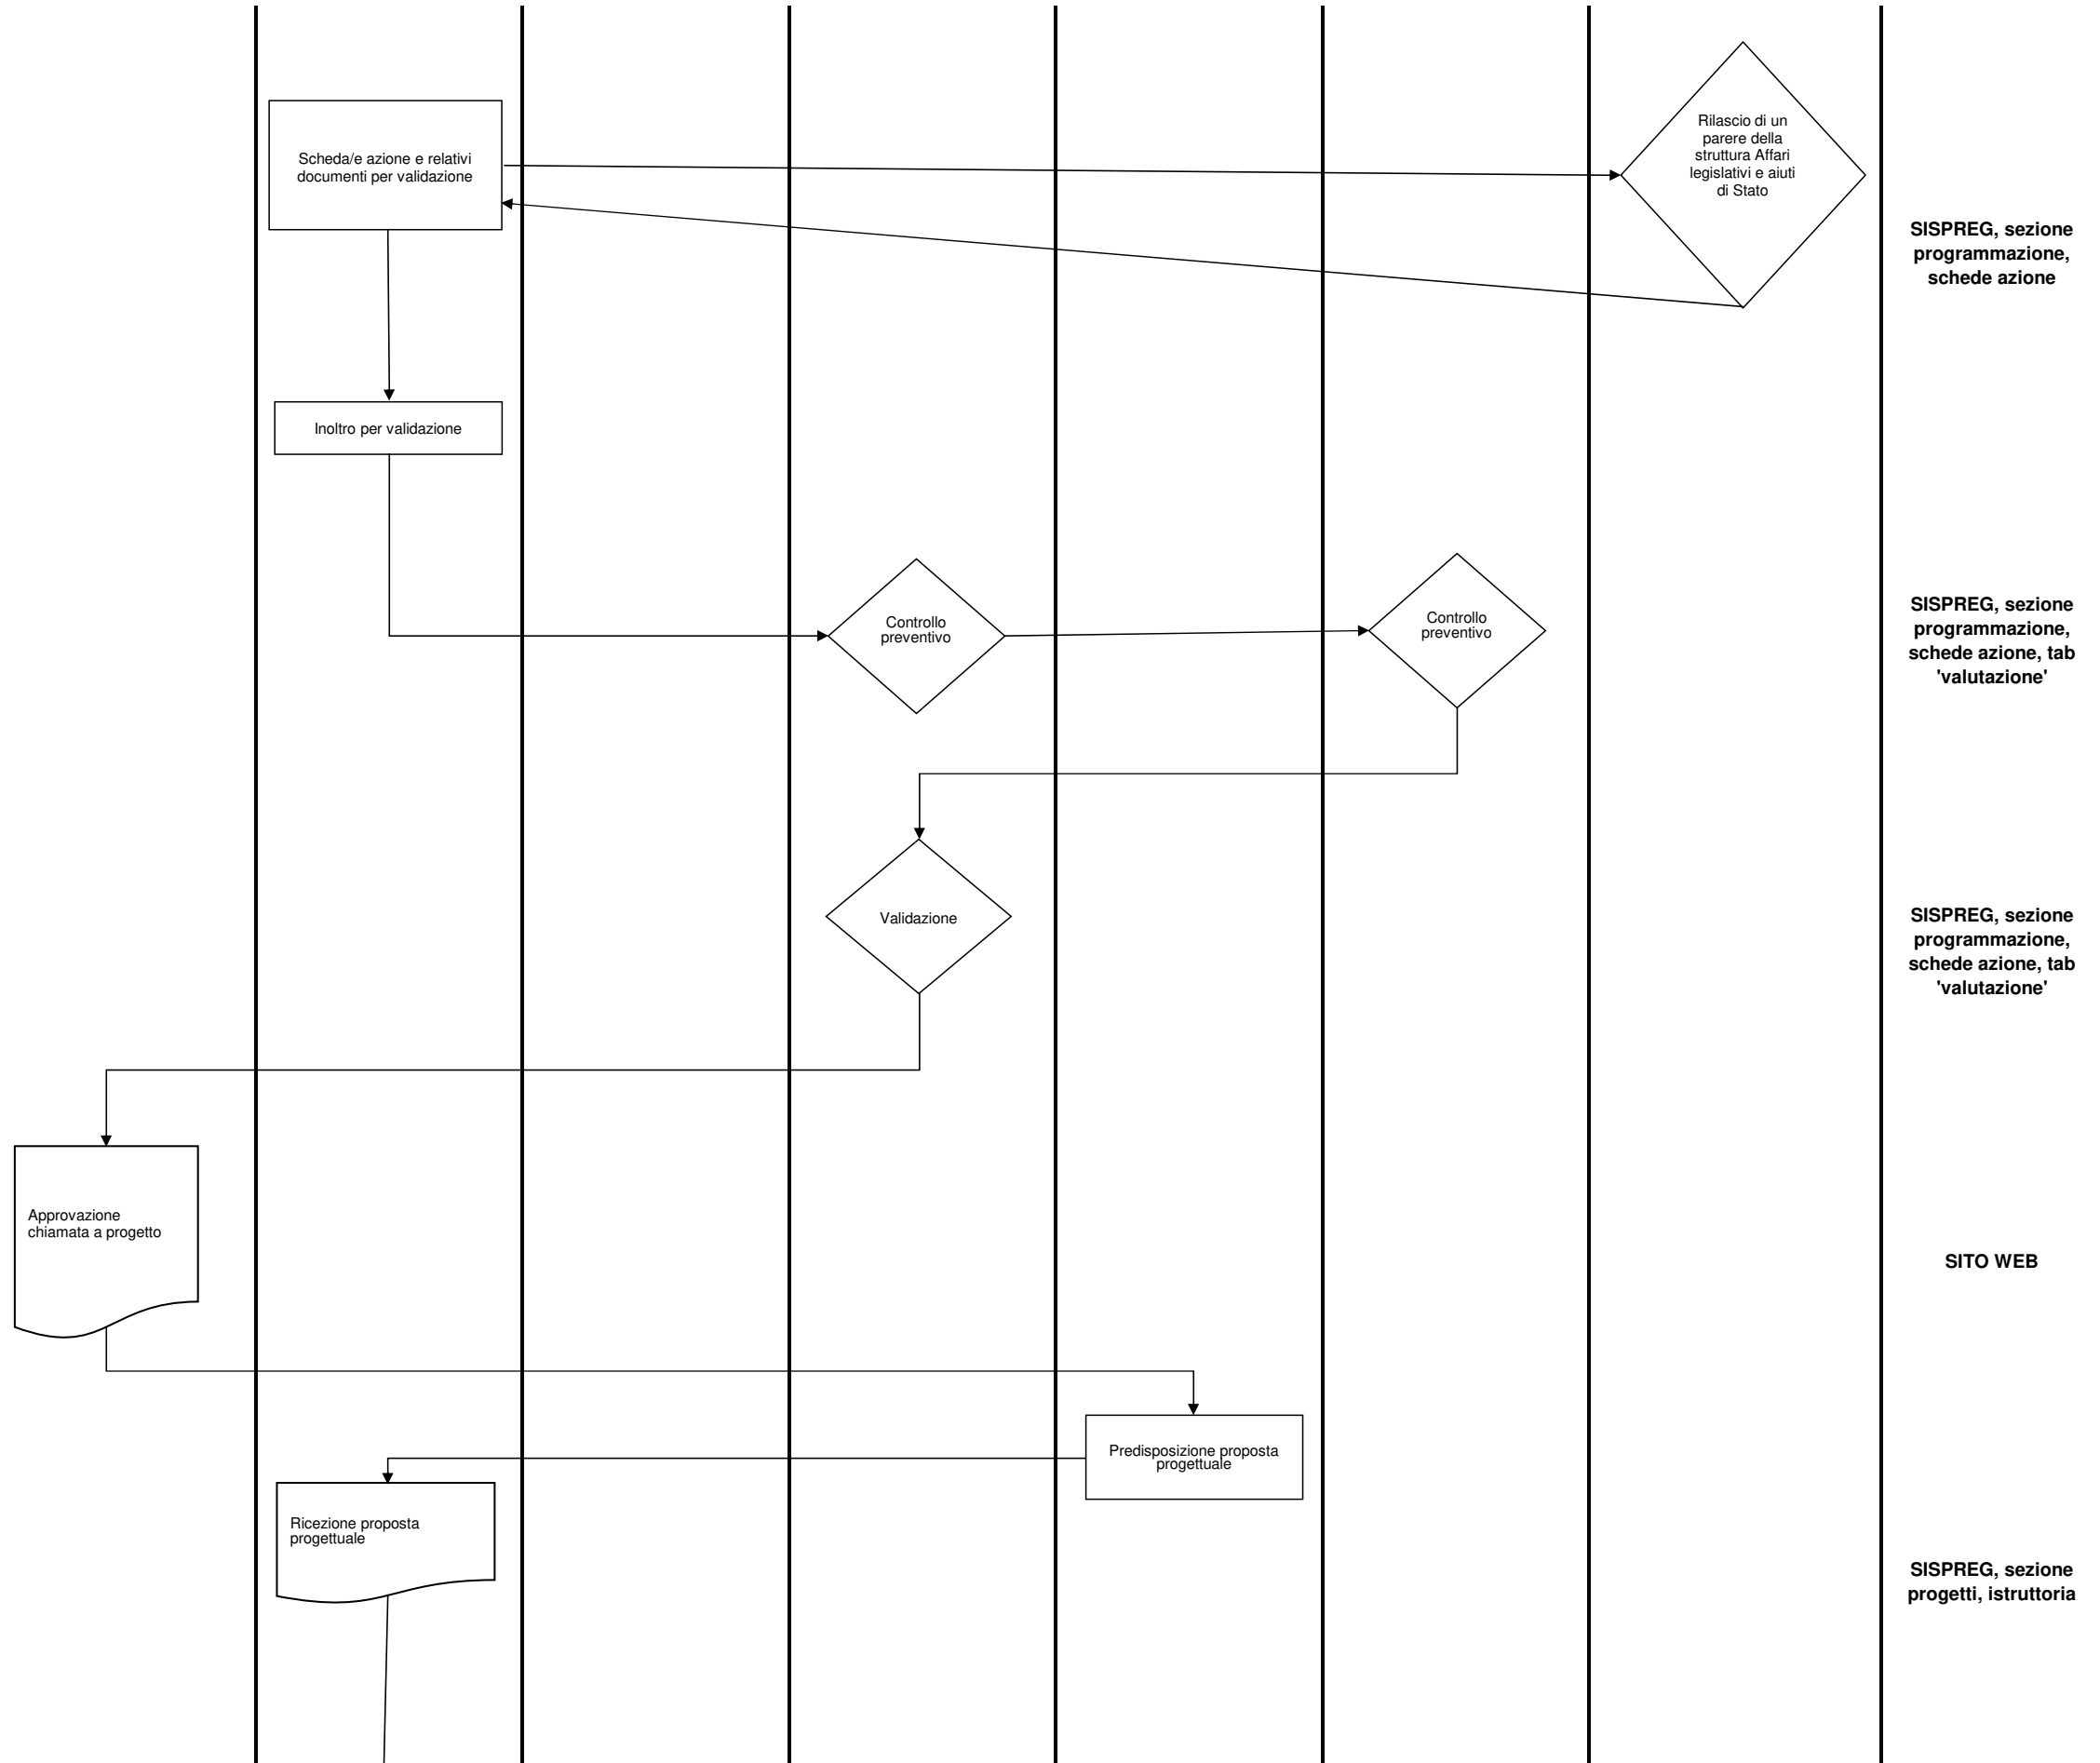 Rilascio di un
parere della
struttura Affari
legislativi e aiuti
di Stato
Scheda/e azione e relativi
documenti per validazione
SISPREG, sezione
programmazione,
schede azione
Inoltro per validazione
Controllo
preventivo
Controllo
preventivo
SISPREG, sezione
programmazione,
schede azione, tab
'valutazione'
Validazione
SISPREG, sezione
programmazione,
schede azione, tab
'valutazione'
Approvazione
chiamata a progetto
SITO WEB
Predisposizione proposta
progettuale
Ricezione proposta
progettuale
SISPREG, sezione
progetti, istruttoria